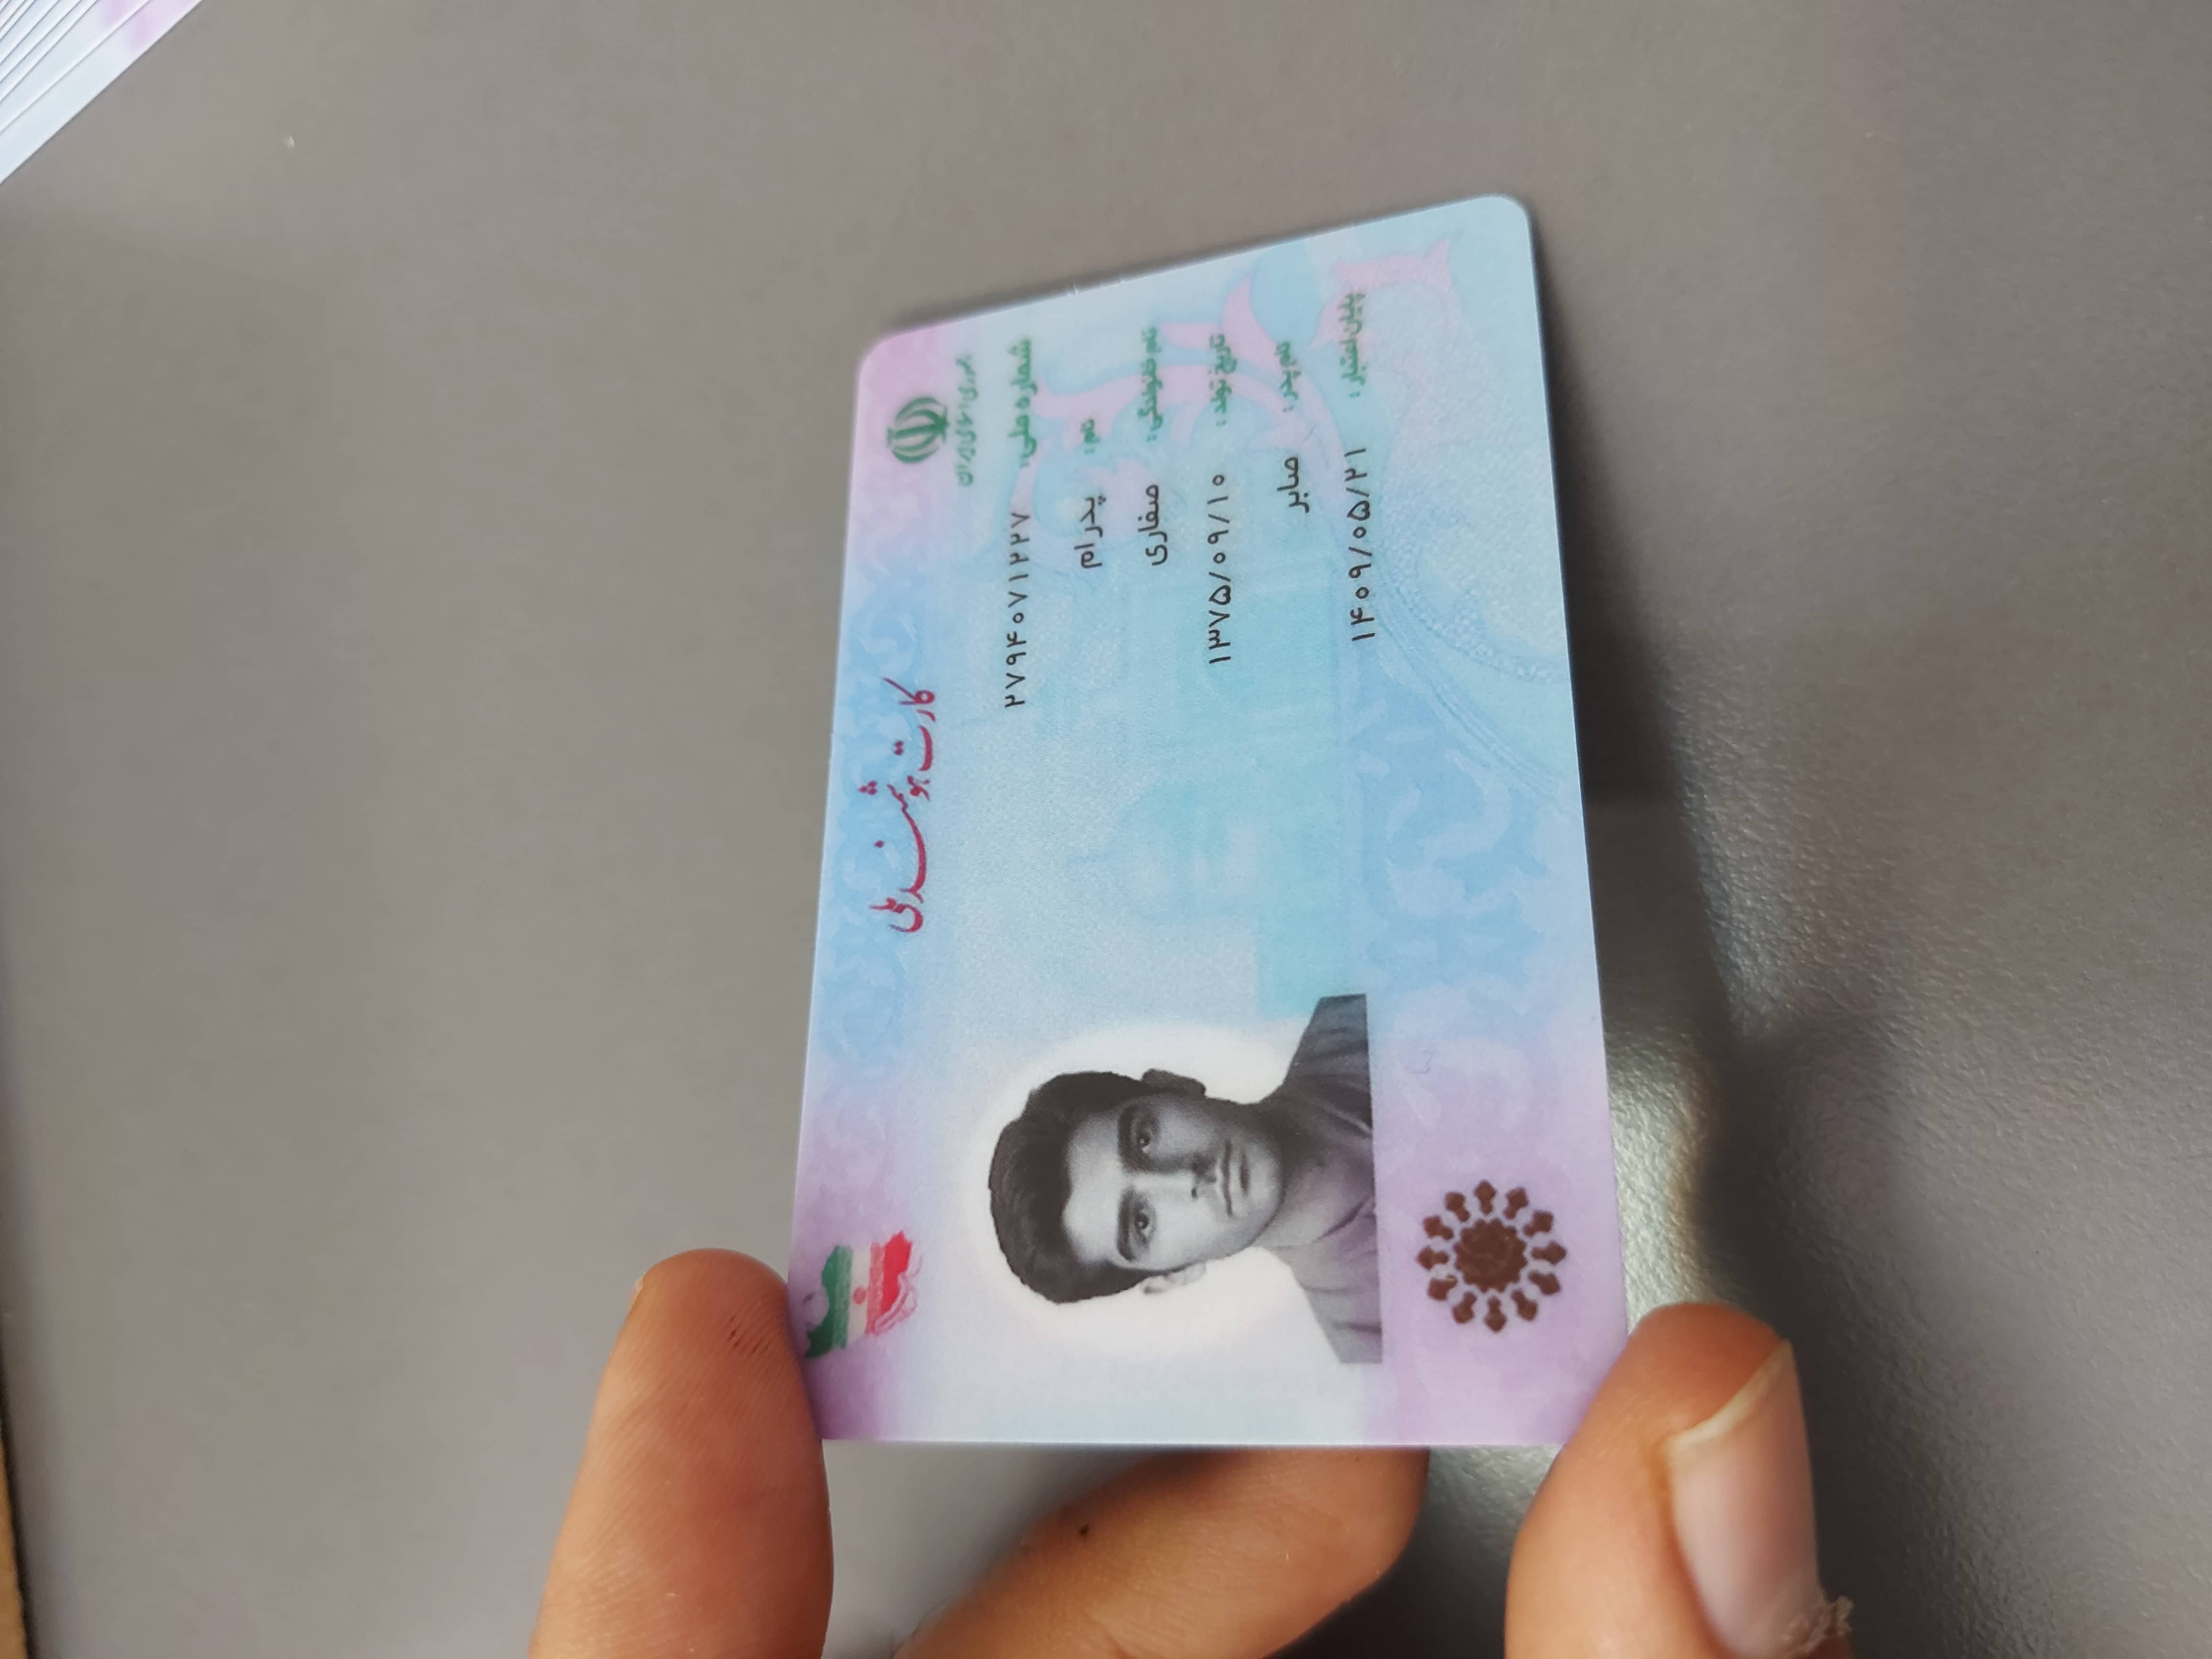 جمهوری اسلامی ایران
کارت هوشمند ملی
شماره ملی: ۲۷۹۴۰۷۱۲۲۷
نام: پدرام
نام خانوادگی: صفاری
تاریخ تولد: ۱۳۷۵/۰۹/۱۰
نام پدر: صابر
پایان اعتبار: ۱۴۰۹/۰۵/۲۱